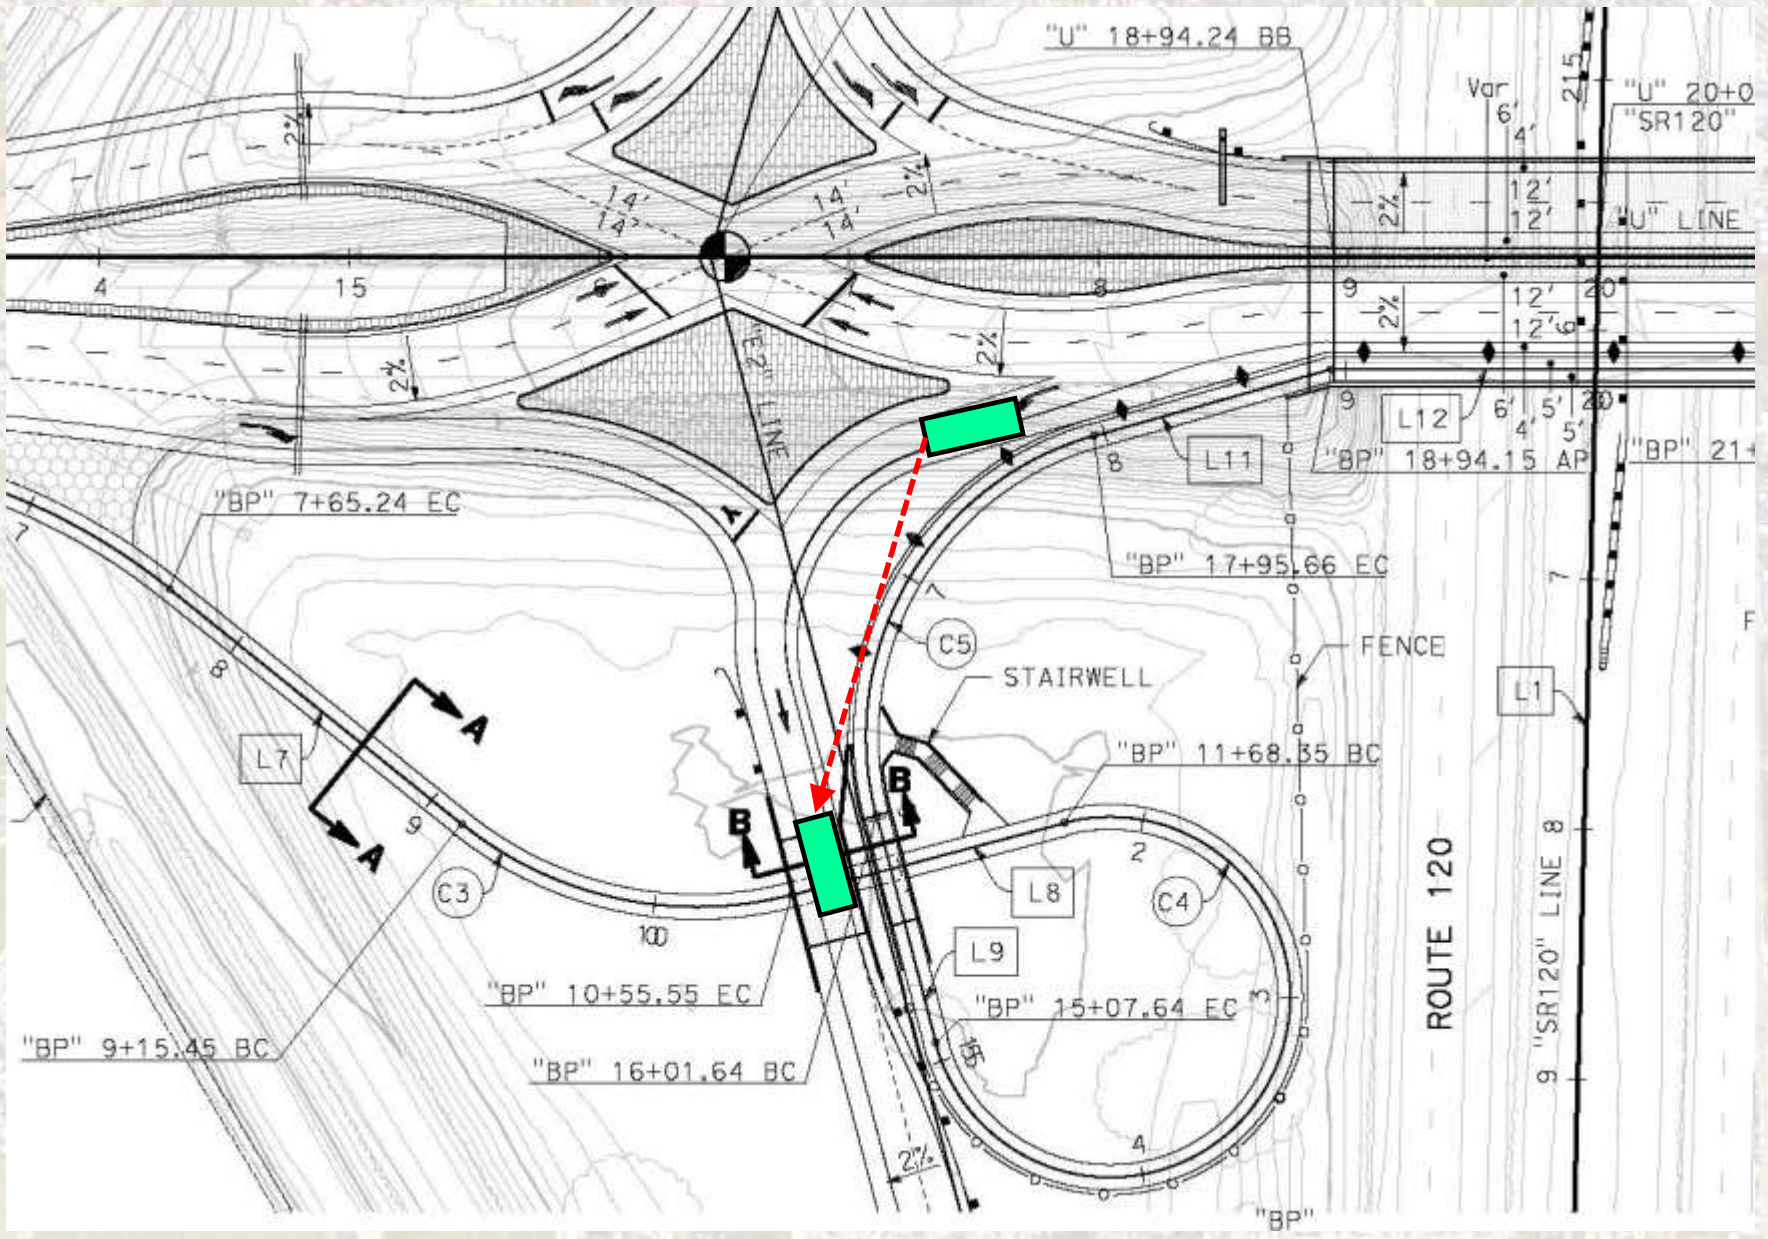 "U" 18+94.24 BB
Var
6'
4'
215
"U" 20+0
"SR120"
2%
14'
14'
14'
14'
2%
2%
12'
12'
"U" LINE
4
15
6
8
9
20
2%
2%
2%
12'
12'
6'
LINE
9
20
6'
4'
5'
5'
L12
"BP" 18+94.15 AP
"BP" 21+
L11
8
"BP" 7+65.24 EC
7
"BP" 17+95.66 EC
7
7
C5
FENCE
8
STAIRWELL
L1
A
L7
"BP" 11+68.35 BC
B
B
9
A
2
8
C3
L8
C4
100
ROUTE 120
"SR120" LINE
L9
"BP" 10+55.55 EC
"BP" 15+07.64 EC
3
"BP" 9+15.45 BC
155
"BP" 16+01.64 BC
9
4
2%
"BP"